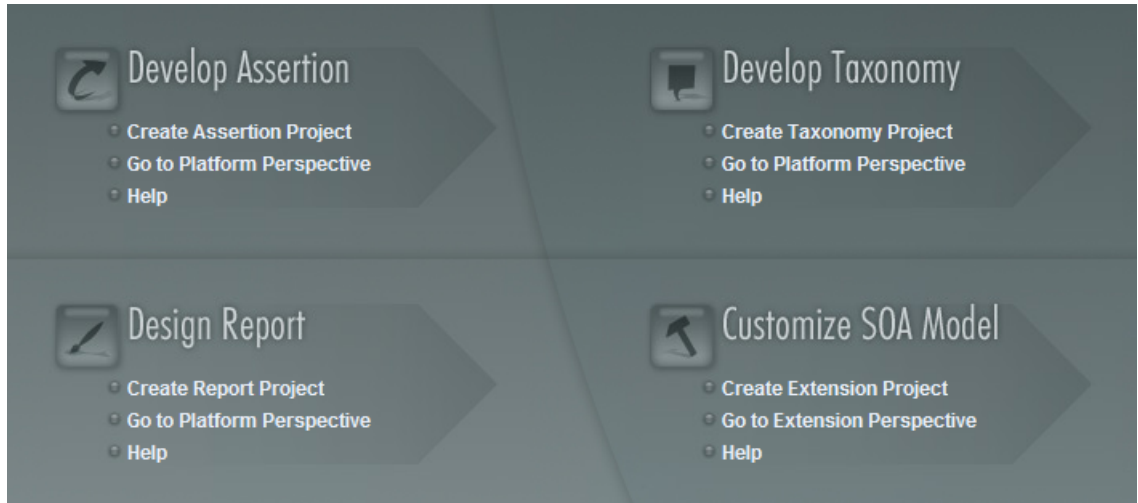 Develop Assertion
Create Assertion Project
Go to Platform Perspective
Help
Develop Taxonomy
Create Taxonomy Project
Go to Platform Perspective
Help
Design Report
Create Report Project
Go to Platform Perspective
Help
Customize SOA Model
Create Extension Project
Go to Extension Perspective
Help